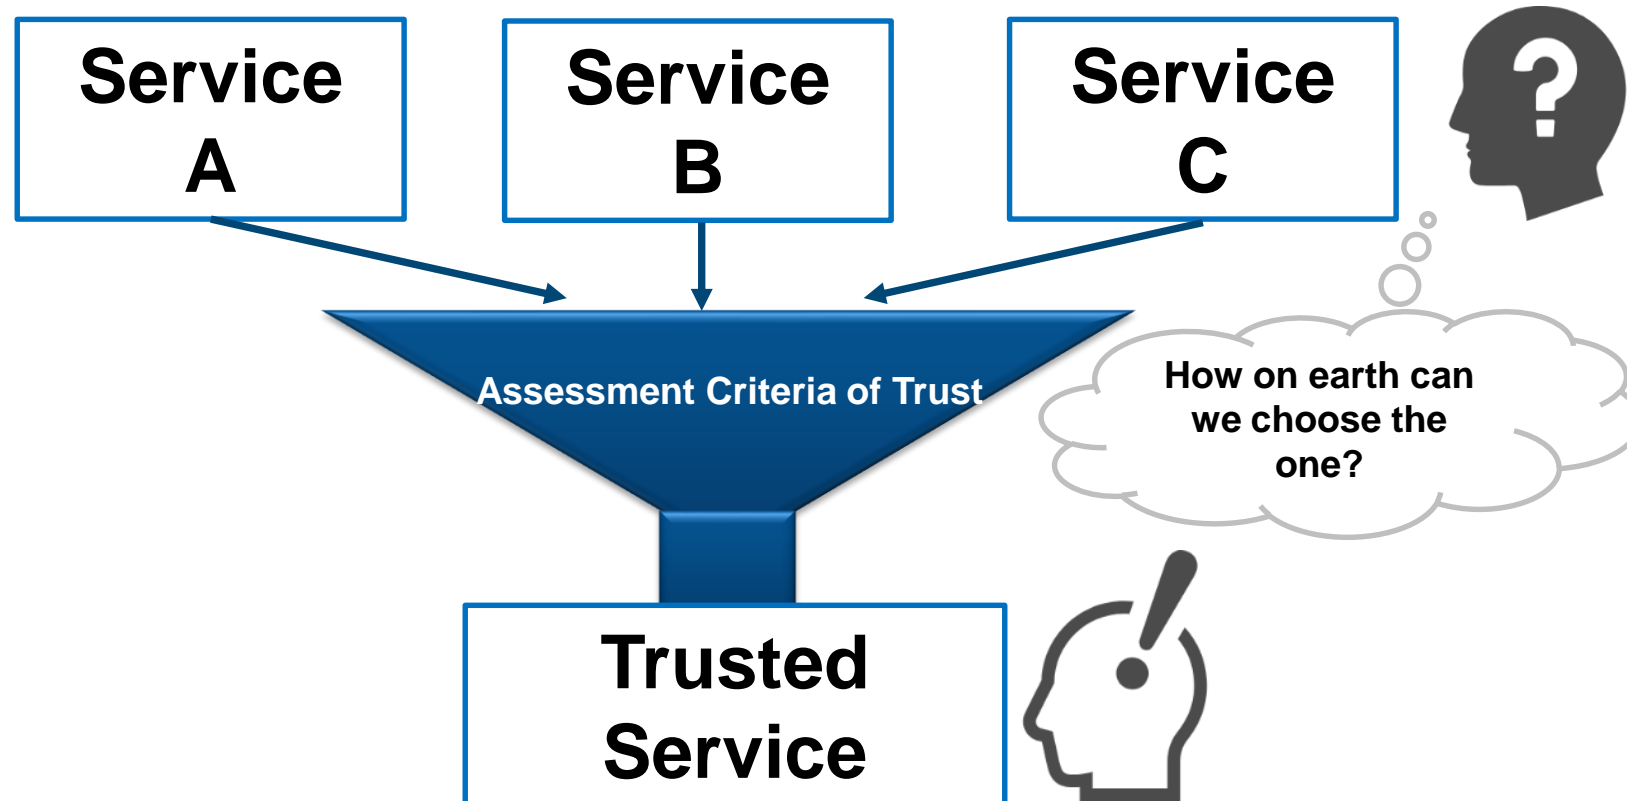 Service
A
Service
B
Service
C
?
Assessment Criteria of Trust
How on earth can
we choose the
one?
Trusted
Service